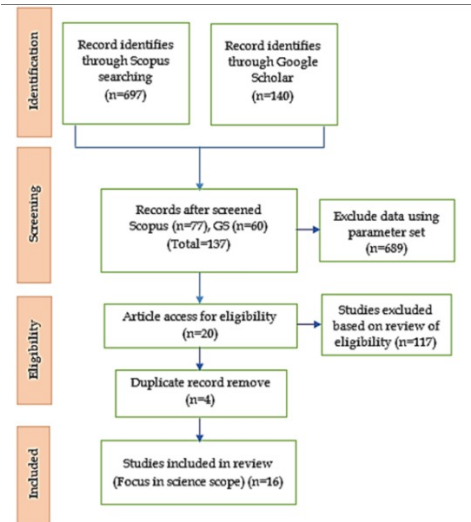 Identification
Record identifies
through Scopus
searching
(n=697)
Record identifies
through Google
Scholar
(n=140)
Screening
Records after screened
Scopus (n=77), GS (n=60)
(Total=137)
Exclude data using
parameter set
(n=689)
Eligibility
Article access for eligibility
(n=20)
Studies excluded
based on review of
eligibility (n=117)
Duplicate record remove
(n=4)
Included
Studies included in review
(Focus in science scope) (n=16)